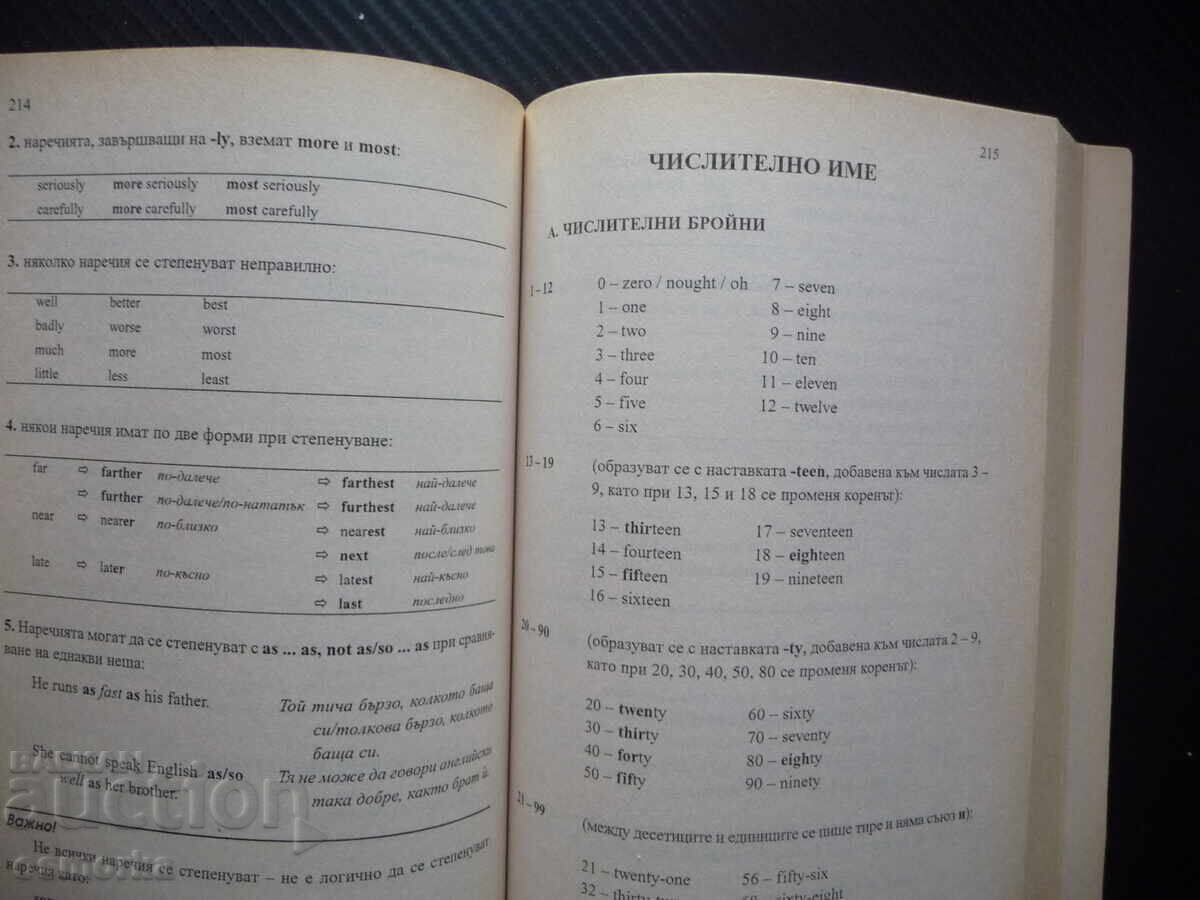 214
2. наречията, завършващи на -ly, вземат more и most:
seriously more seriously most seriously
carefully more carefully most carefully
3. няколко наречия се степенуват неправилно:
well better best
badly worse worst
much more most
little less least
4. някои наречия имат по две форми при степенуване:
far ⇨ farther по-далече ⇨ farthest най-далече
⇨ further по-далече/по-нататък ⇨ furthest най-далече
near ⇨ nearer по-близко ⇨ nearest най-близко
⇨ next после/след това
late ⇨ later по-късно ⇨ latest най-късно
⇨ last последно
5. Наречията могат да се степенуват с as ... as, not as/so ... as при сравня-
ване на еднакви неща:
He runs as fast as his father. Той тича бързо, колкото баща
си/толкова бързо, колкото
баща си.
She cannot speak English as/so Тя не може да говори английски
well as her brother. така добре, както брат й.
Важно!
Не всички наречия се степенуват – не е логично да се степенуват
наречия като:
215
ЧИСЛИТЕЛНО ИМЕ
А. ЧИСЛИТЕЛНИ БРОЙНИ
1–12 0 – zero / nought / oh 7 – seven
1 – one 8 – eight
2 – two 9 – nine
3 – three 10 – ten
4 – four 11 – eleven
5 – five 12 – twelve
6 – six
13 –19 (образуват се с наставката -teen, добавена към числата 3 –
9, като при 13, 15 и 18 се променя коренът):
13 – thirteen 17 – seventeen
14 – fourteen 18 – eighteen
15 – fifteen 19 – nineteen
16 – sixteen
20 –90 (образуват се с наставката -ty, добавена към числата 2 – 9,
като при 20, 30, 40, 50, 80 се променя коренът):
20 – twenty 60 – sixty
30 – thirty 70 – seventy
40 – forty 80 – eighty
50 – fifty 90 – ninety
21 –99 (между десетиците и единиците се пише тире и няма съюз и):
21 – twenty-one 56 – fifty-six
32 – thirty-two 68 – sixty-eight
auction